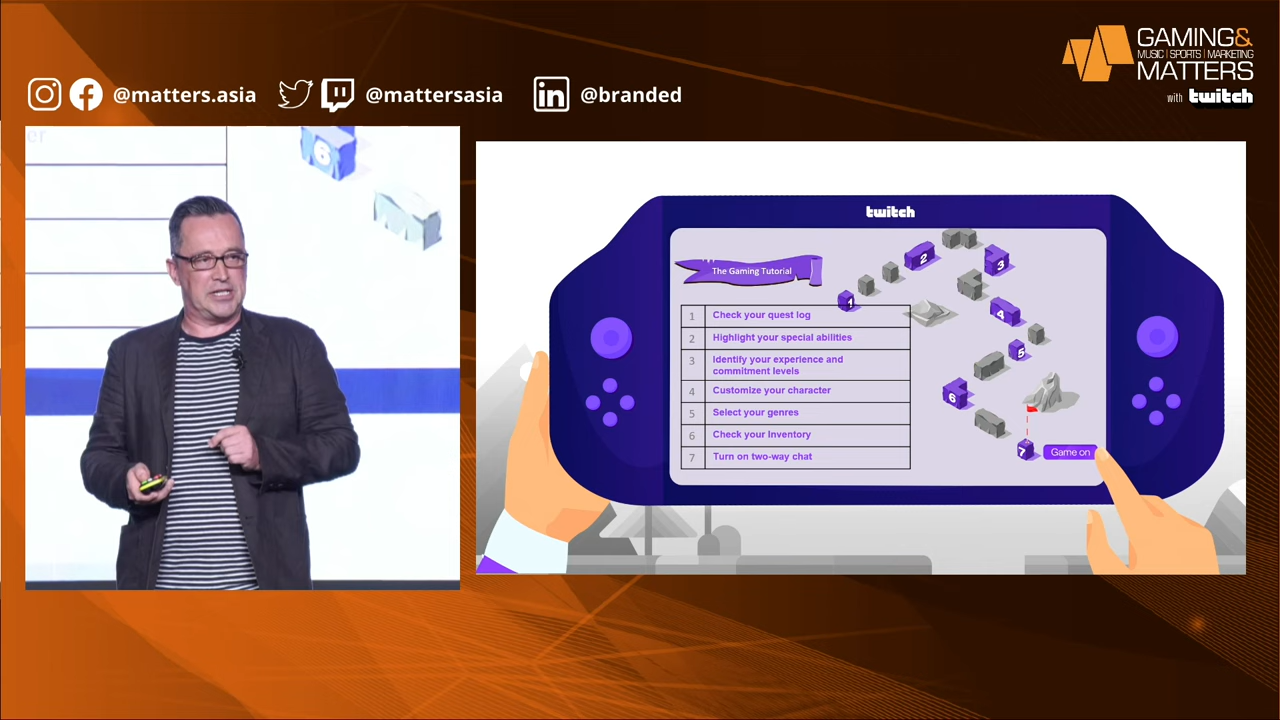 @matters.asia
@mattersasia
@branded
GAMING&
MUSIC | SPORTS | MARKETING
MATTERS
with twitch
er
6
twitch
The Gaming Tutorial
1 Check your quest log
2 Highlight your special abilities
3 Identify your experience and
commitment levels
4 Customize your character
5 Select your genres
6 Check your Inventory
7 Turn on two-way chat
1
2
3
4
5
6
7
Game on